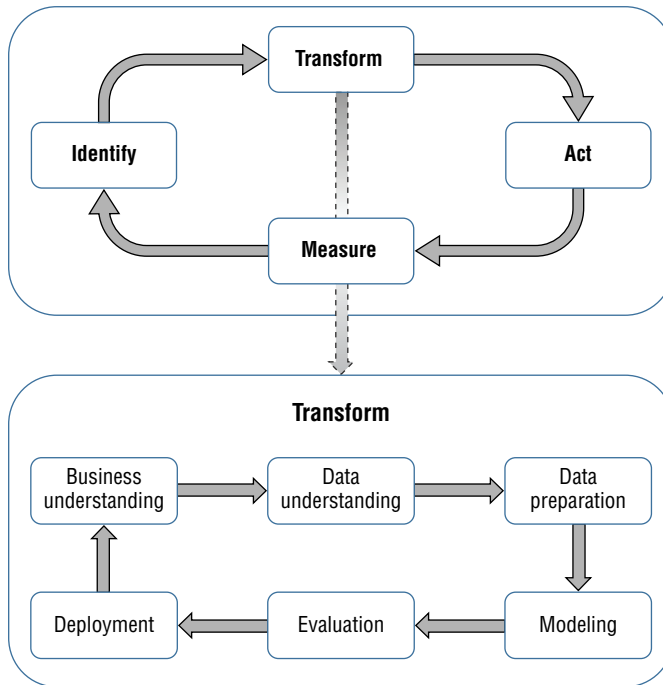 Transform
Identify
Act
Measure
Transform
Business
understanding
Data
understanding
Data
preparation
Deployment
Evaluation
Modeling